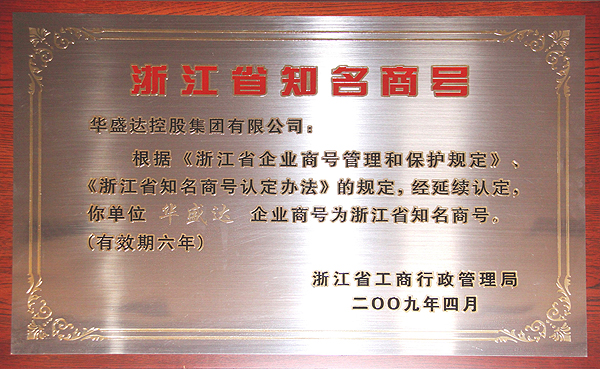 浙江省知名商号
华盛达控股集团有限公司：
根据《浙江省企业商号管理和保护规定》、
《浙江省知名商号认定办法》的规定，经延续认定，
你单位 华盛达 企业商号为浙江省知名商号。
(有效期六年)
浙江省工商行政管理局
二〇〇九年四月